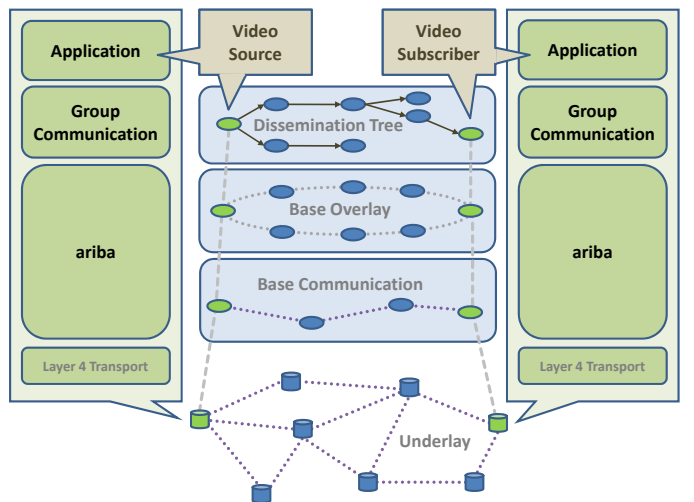 Application
Group
Communication
ariba
Layer 4 Transport
Video
Source
Video
Subscriber
Dissemination Tree
Base Overlay
Base Communication
Underlay
Application
Group
Communication
ariba
Layer 4 Transport